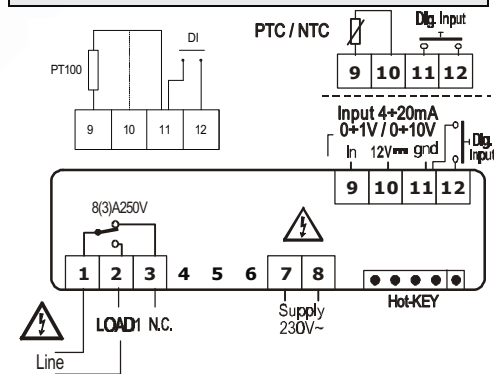 PTC / NTC
Dig. Input
DI
PT100
9 10 11 12
9 10 11 12
Input 4÷20mA
0÷1V / 0÷10V
In 12V gnd
Dig.
Input
9 10 11 12
8(3)A250V
1 2 3 4 5 6 7 8
LOAD1 N.C.
Supply
230V~
Hot-KEY
Line